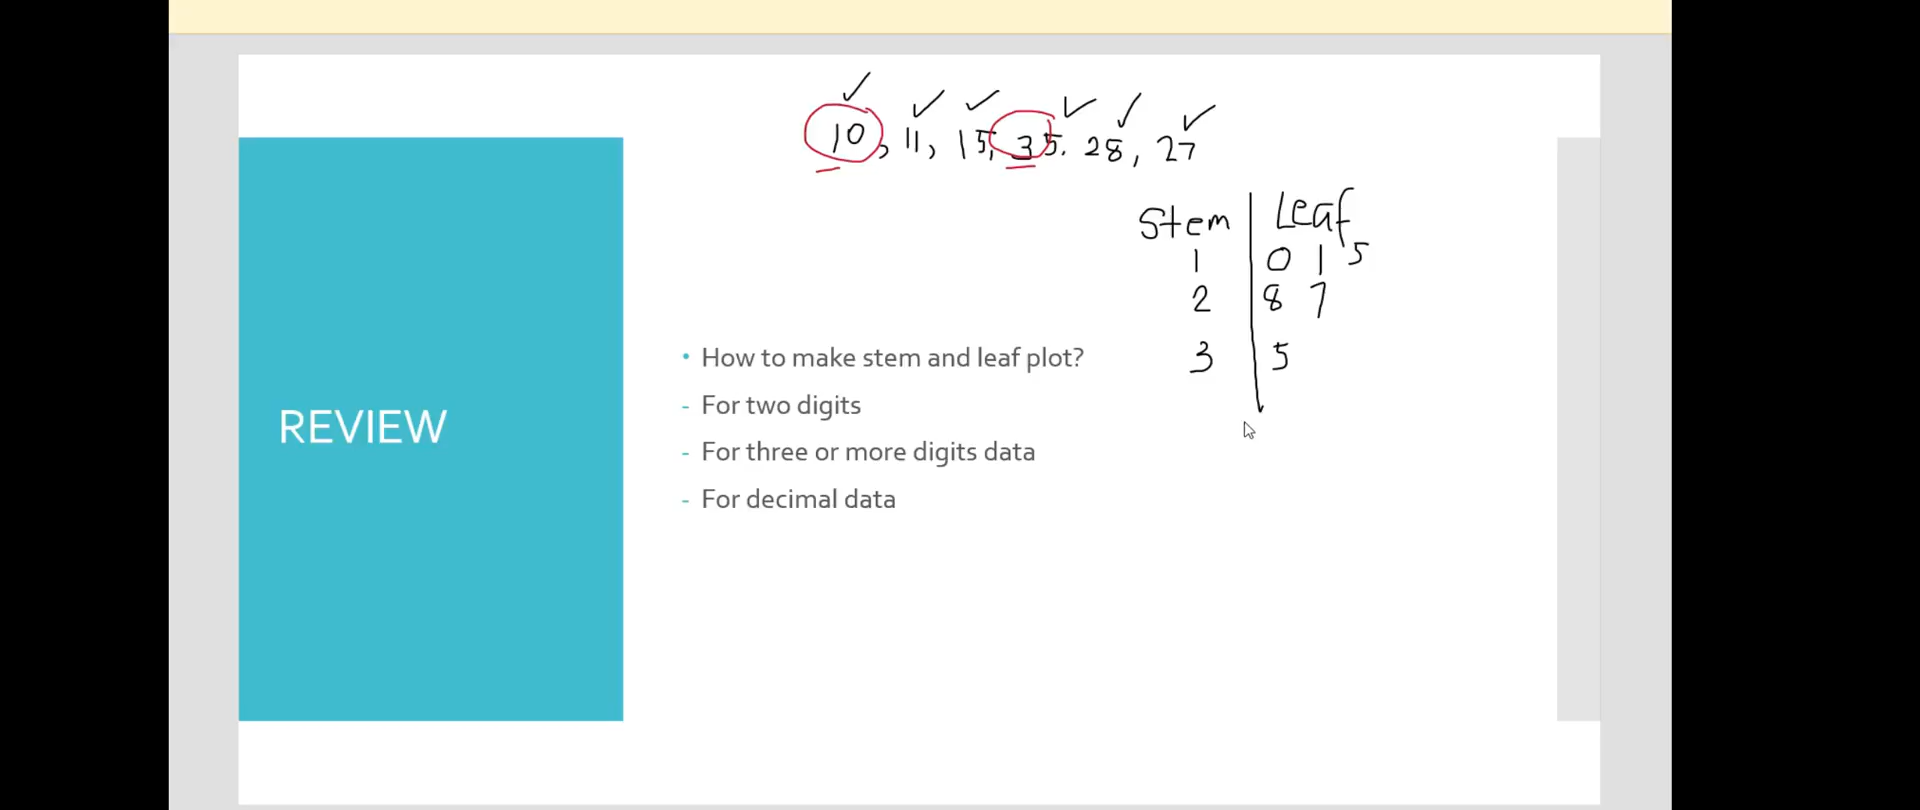 10, 11, 15, 35. 28, 27
Stem Leaf
1 0 1 5
2 8 7
3 5
REVIEW
• How to make stem and leaf plot?
- For two digits
- For three or more digits data
- For decimal data